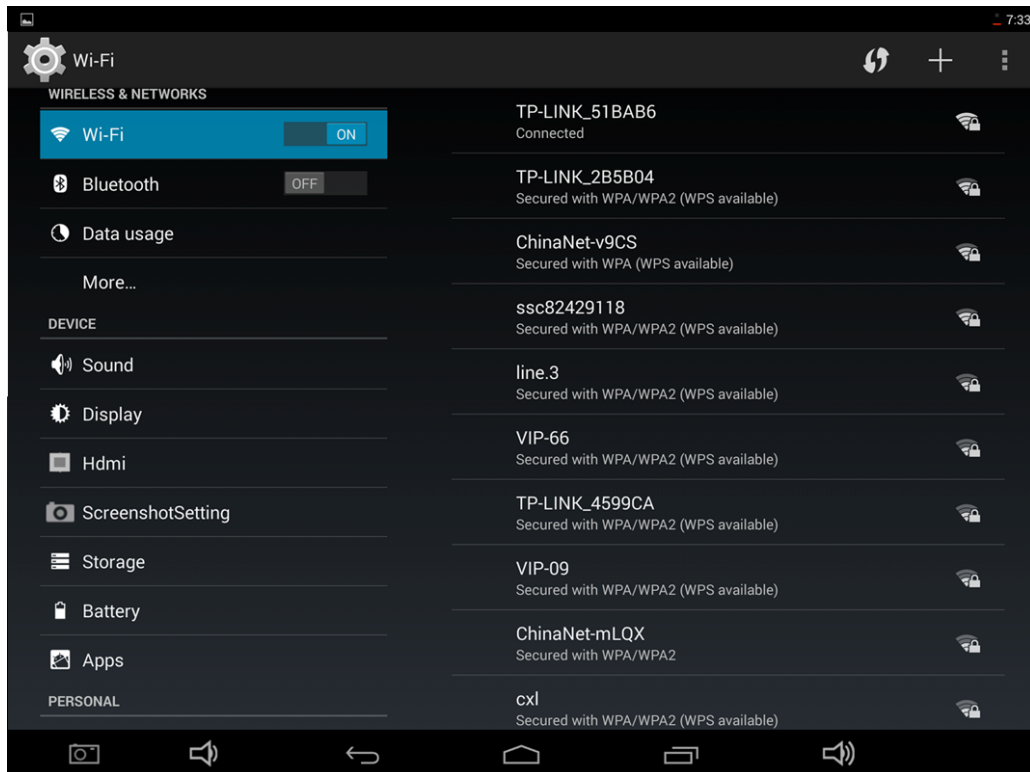 7:33
Wi-Fi
WIRELESS & NETWORKS
Wi-Fi ON
Bluetooth OFF
Data usage
More...
DEVICE
Sound
Display
Hdmi
ScreenshotSetting
Storage
Battery
Apps
PERSONAL
TP-LINK_51BAB6
Connected
TP-LINK_2B5B04
Secured with WPA/WPA2 (WPS available)
ChinaNet-v9CS
Secured with WPA (WPS available)
ssc82429118
Secured with WPA/WPA2 (WPS available)
line.3
Secured with WPA/WPA2 (WPS available)
VIP-66
Secured with WPA/WPA2 (WPS available)
TP-LINK_4599CA
Secured with WPA/WPA2 (WPS available)
VIP-09
Secured with WPA/WPA2 (WPS available)
ChinaNet-mLQX
Secured with WPA/WPA2
cxl
Secured with WPA/WPA2 (WPS available)